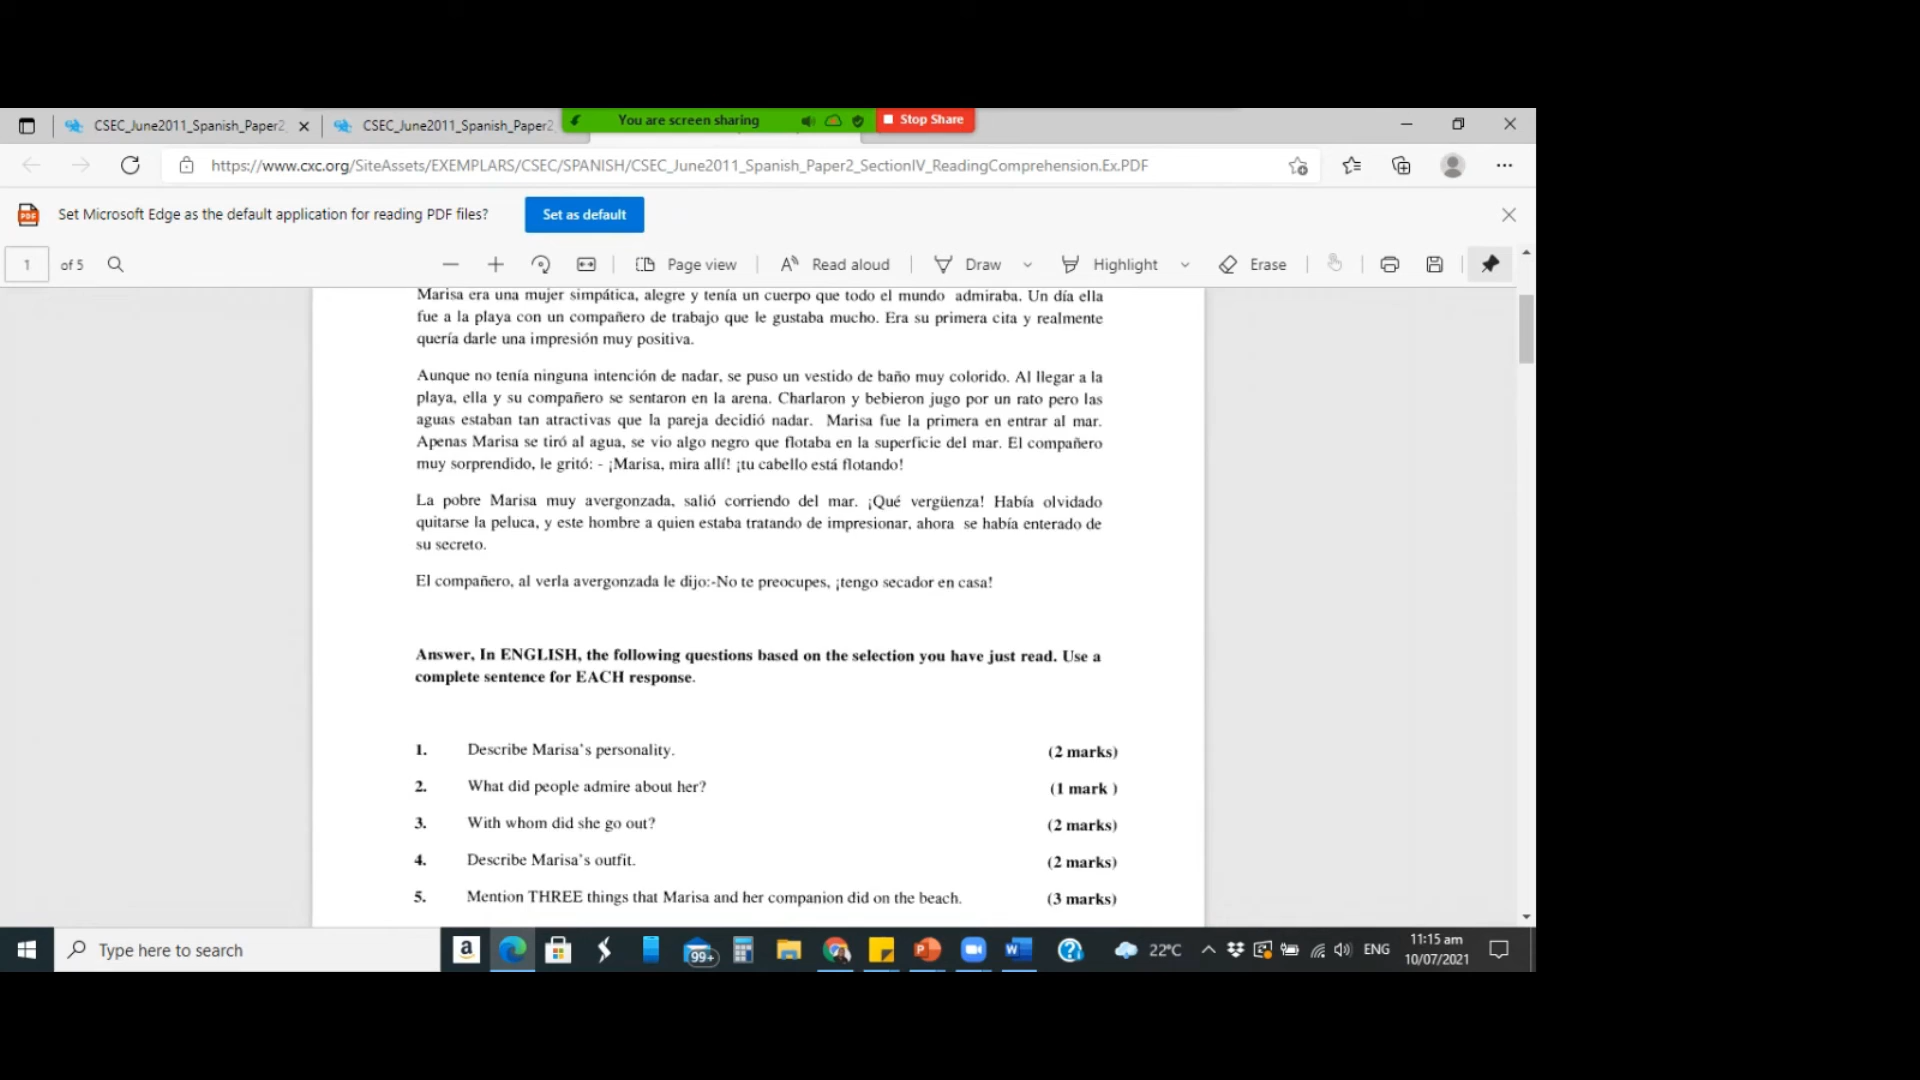 CSEC_June2011_Spanish_Paper2_
CSEC_June2011_Spanish_Paper2_
You are screen sharing
Stop Share
https://www.cxc.org/SiteAssets/EXEMPLARS/CSEC/SPANISH/CSEC_June2011_Spanish_Paper2_SectionIV_ReadingComprehension.Ex.PDF
PDF
Set Microsoft Edge as the default application for reading PDF files?
Set as default
1
of 5
Page view
Read aloud
Draw
Highlight
Erase
Marisa era una mujer simpática, alegre y tenía un cuerpo que todo el mundo admiraba. Un día ella
fue a la playa con un compañero de trabajo que le gustaba mucho. Era su primera cita y realmente
quería darle una impresión muy positiva.
Aunque no tenía ninguna intención de nadar, se puso un vestido de baño muy colorido. Al llegar a la
playa, ella y su compañero se sentaron en la arena. Charlaron y bebieron jugo por un rato pero las
aguas estaban tan atractivas que la pareja decidió nadar. Marisa fue la primera en entrar al mar.
Apenas Marisa se tiró al agua, se vio algo negro que flotaba en la superficie del mar. El compañero
muy sorprendido, le gritó: - ¡Marisa, mira allí! ¡tu cabello está flotando!
La pobre Marisa muy avergonzada, salió corriendo del mar. ¡Qué vergüenza! Había olvidado
quitarse la peluca, y este hombre a quien estaba tratando de impresionar, ahora se había enterado de
su secreto.
El compañero, al verla avergonzada le dijo:-No te preocupes, ¡tengo secador en casa!
Answer, In ENGLISH, the following questions based on the selection you have just read. Use a
complete sentence for EACH response.
1. Describe Marisa's personality. (2 marks)
2. What did people admire about her? (1 mark )
3. With whom did she go out? (2 marks)
4. Describe Marisa's outfit. (2 marks)
5. Mention THREE things that Marisa and her companion did on the beach. (3 marks)
Type here to search
99+
22°C
ENG
11:15 am
10/07/2021